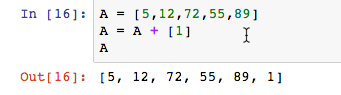 In [16]: A = [5,12,72,55,89]
A = A + [1]
A
Out[16]: [5, 12, 72, 55, 89, 1]